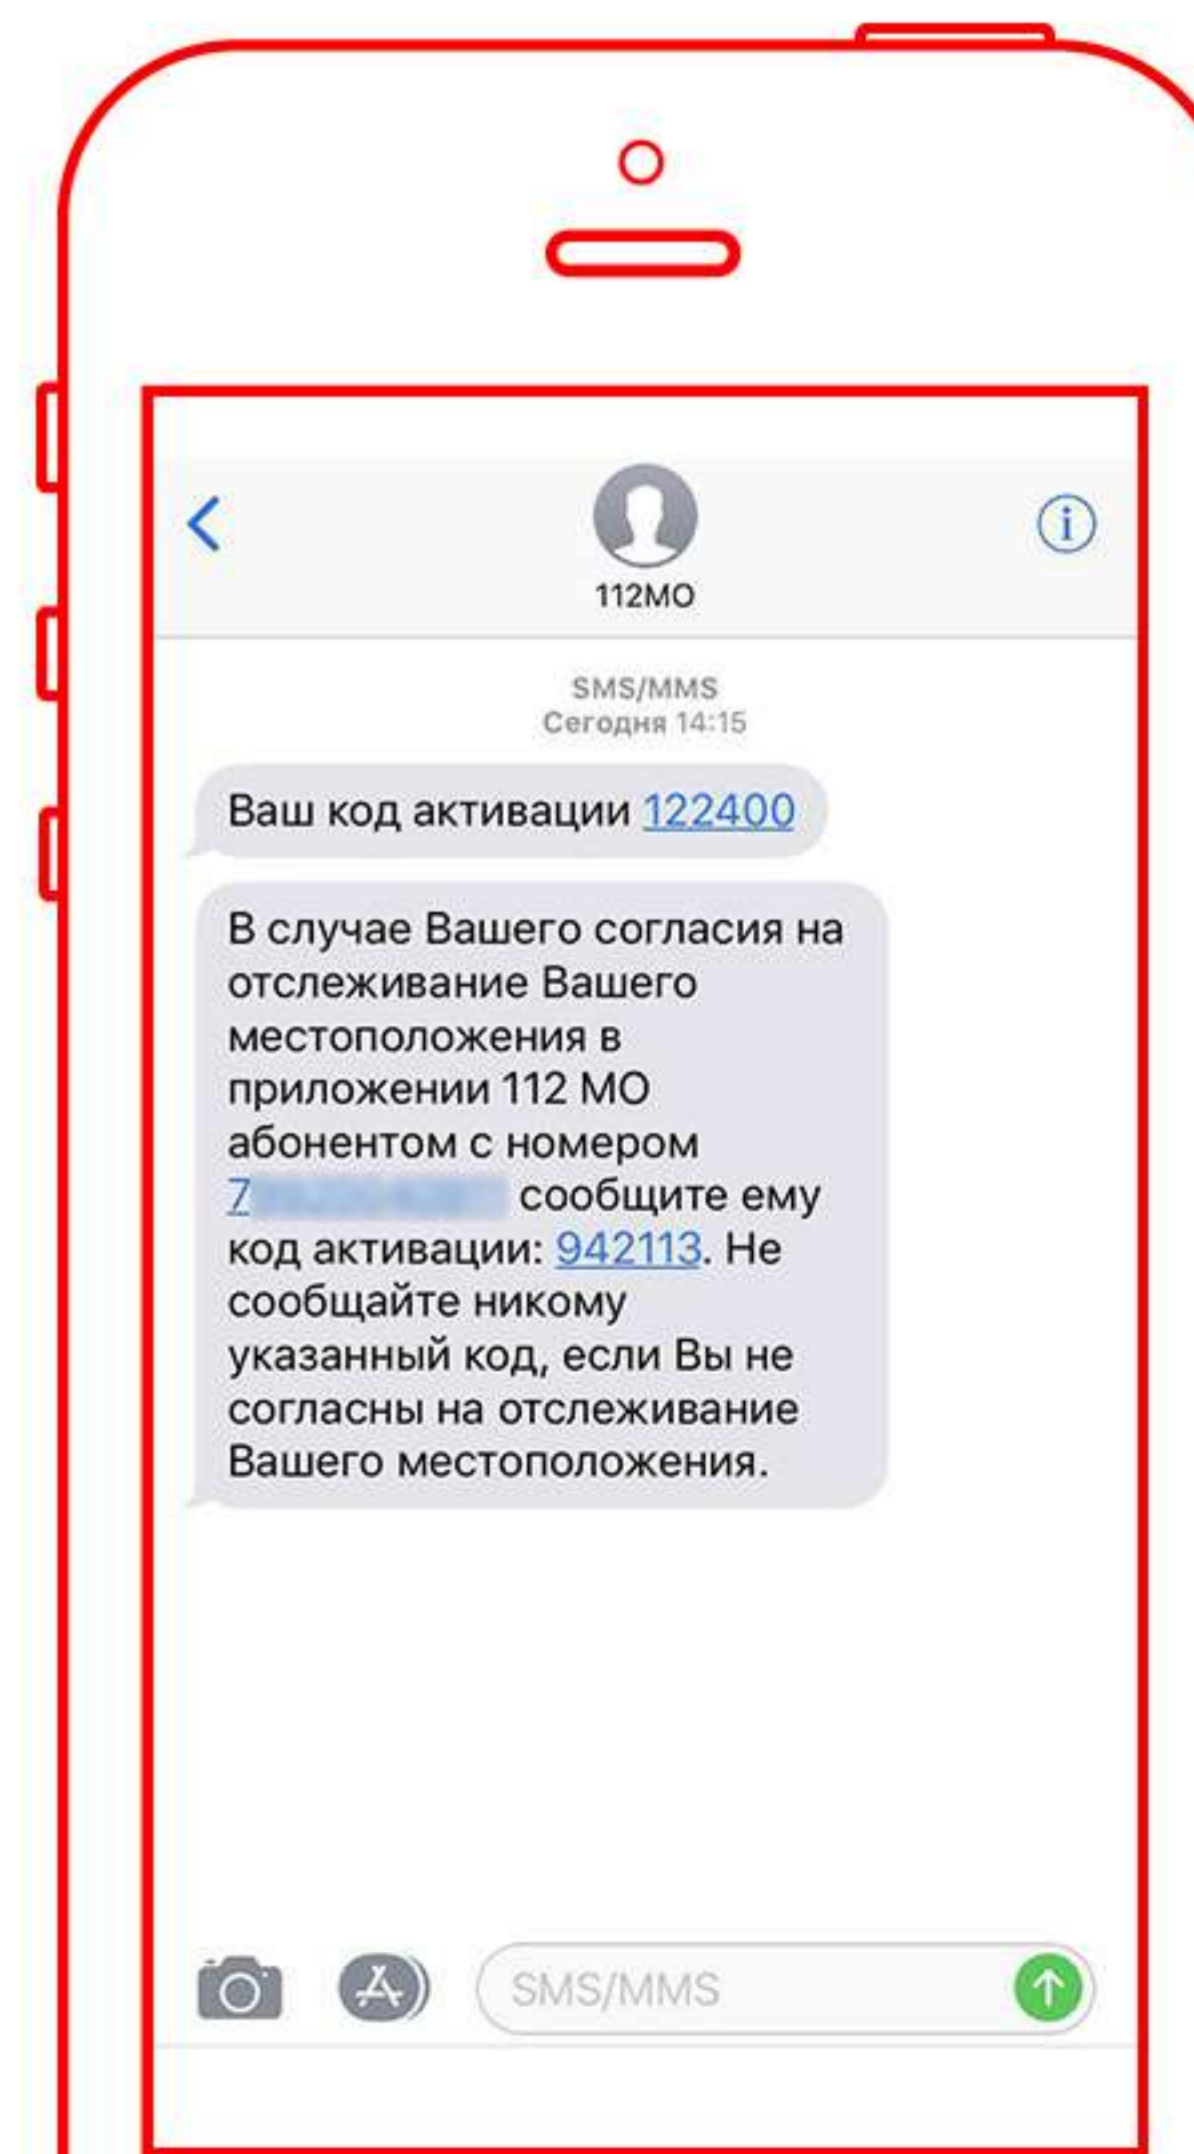 112МО
SMS/MMS
Сегодня 14:15
Ваш код активации 122400
В случае Вашего согласия на
отслеживание Вашего
местоположения в
приложении 112 МО
абонентом с номером
7 сообщите ему
код активации: 942113. Не
сообщайте никому
указанный код, если Вы не
согласны на отслеживание
Вашего местоположения.
SMS/MMS